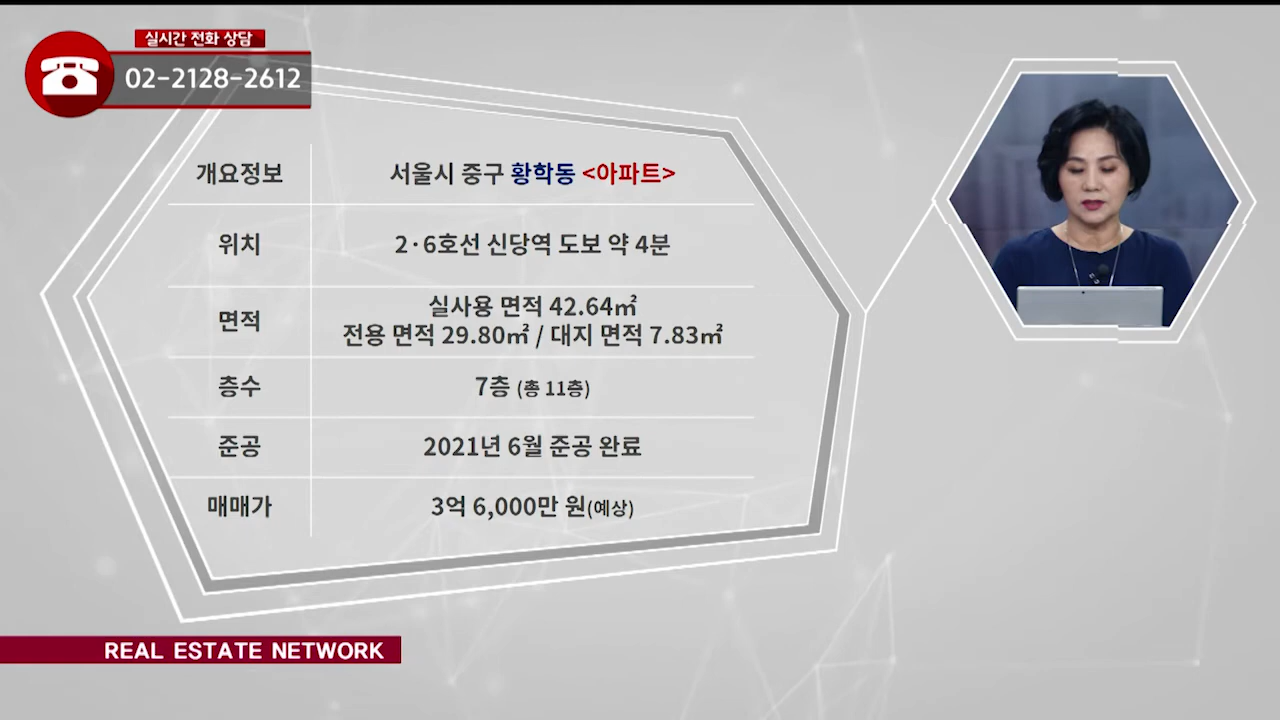 실시간 전화 상담
02-2128-2612
개요정보 서울시 중구 황학동 <아파트>
위치 2·6호선 신당역 도보 약 4분
면적 실사용 면적 42.64㎡
전용 면적 29.80㎡ / 대지 면적 7.83㎡
층수 7층 (총 11층)
준공 2021년 6월 준공 완료
매매가 3억 6,000만 원(예상)
REAL ESTATE NETWORK